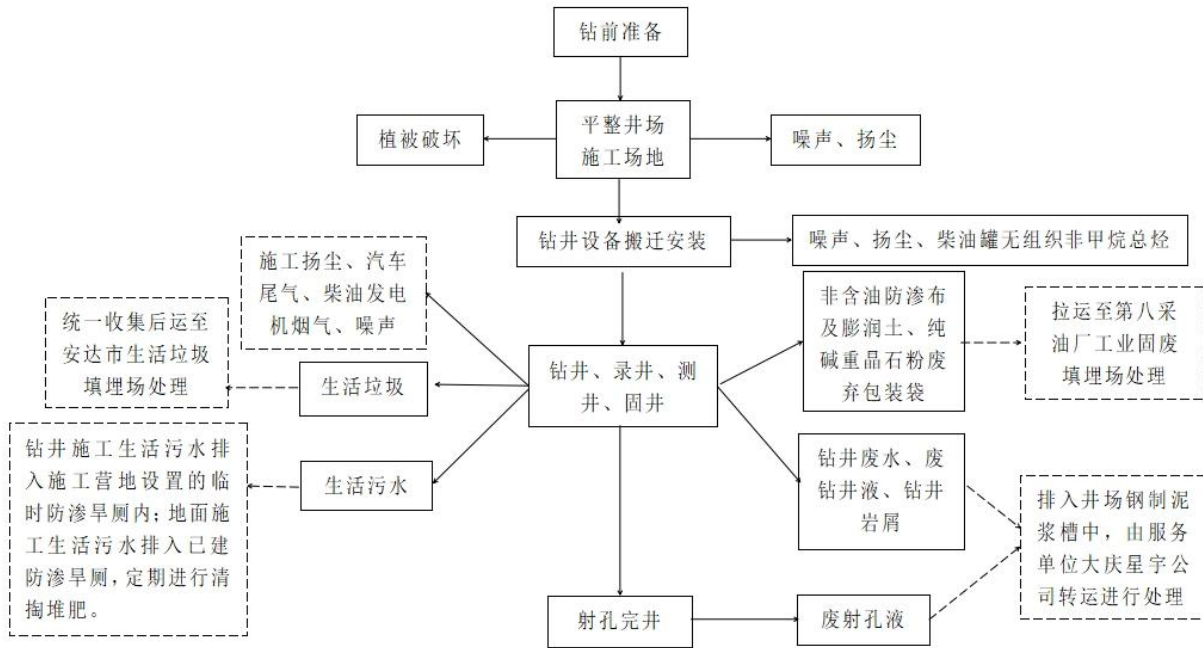 钻前准备
植被破坏
平整井场
施工场地
噪声、扬尘
钻井设备搬迁安装
噪声、扬尘、柴油罐无组织非甲烷总烃
施工扬尘、汽车
尾气、柴油发电
机烟气、噪声
统一收集后运至
安达市生活垃圾
填埋场处理
生活垃圾
钻井、录井、测
井、固井
非含油防渗布
及膨润土、纯
碱重晶石粉废
弃包装袋
拉运至第八采
油厂工业固废
填埋场处理
钻井施工生活污水排
入施工营地设置的临
时防渗旱厕内；地面施
工生活污水排入已建
防渗旱厕，定期进行清
掏堆肥。
生活污水
钻井废水、废
钻井液、钻井
岩屑
排入井场钢制泥
浆槽中，由服务
单位大庆星宇公
司转运进行处理
射孔完井
废射孔液